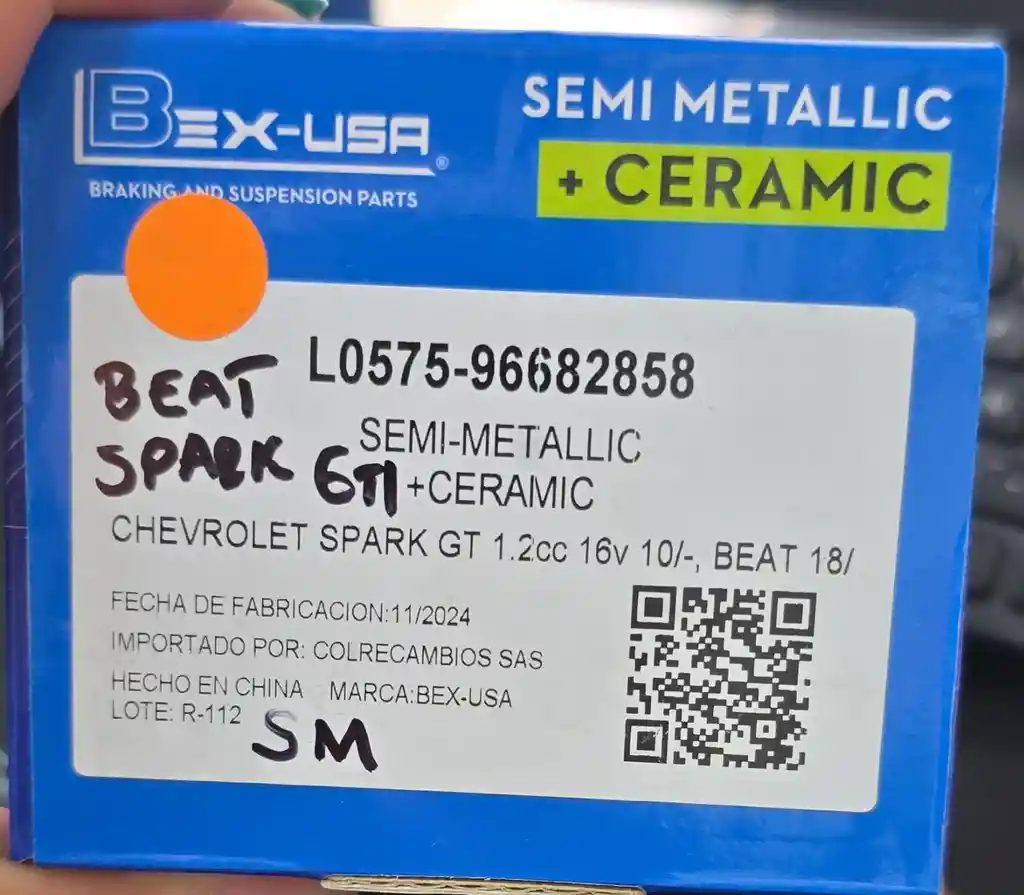 BEX-USA®
BRAKING AND SUSPENSION PARTS
SEMI METALLIC
+ CERAMIC
L0575-96682858
BEAT
SPARK GT
SEMI-METALLIC
+CERAMIC
CHEVROLET SPARK GT 1.2cc 16v 10/-, BEAT 18/
FECHA DE FABRICACION:11/2024
IMPORTADO POR: COLRECAMBIOS SAS
HECHO EN CHINA MARCA:BEX-USA
LOTE: R-112
SM